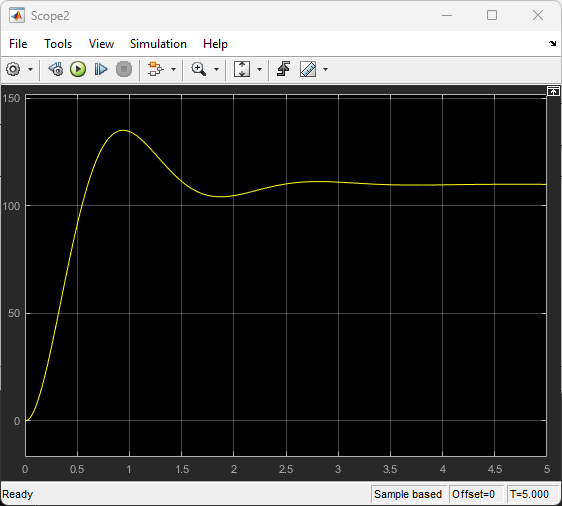 Scope2
File Tools View Simulation Help
150
100
50
0
0 0.5 1 1.5 2 2.5 3 3.5 4 4.5 5
Ready Sample based Offset=0 T=5.000